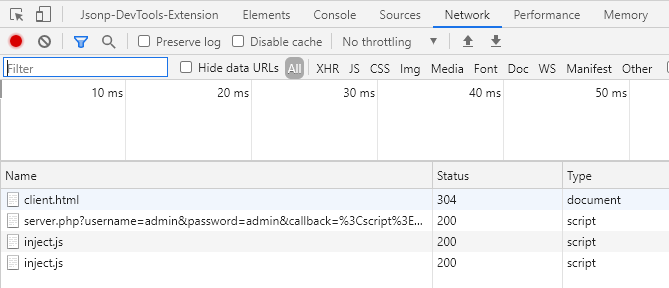 Jsonp-DevTools-Extension Elements Console Sources Network Performance Memory
Preserve log Disable cache No throttling
Filter Hide data URLs All XHR JS CSS Img Media Font Doc WS Manifest Other
10 ms 20 ms 30 ms 40 ms 50 ms
Name Status Type
client.html 304 document
server.php?username=admin&password=admin&callback=%3Cscript%3E... 200 script
inject.js 200 script
inject.js 200 script